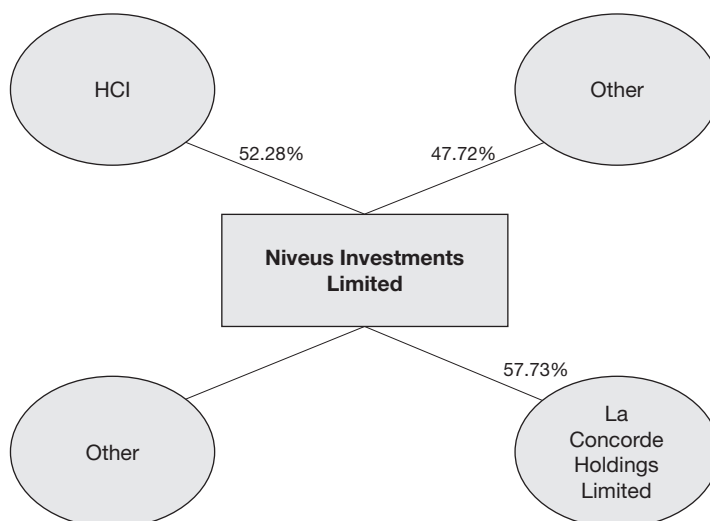 HCI
Other
52.28%
47.72%
Niveus Investments
Limited
57.73%
Other
La
Concorde
Holdings
Limited